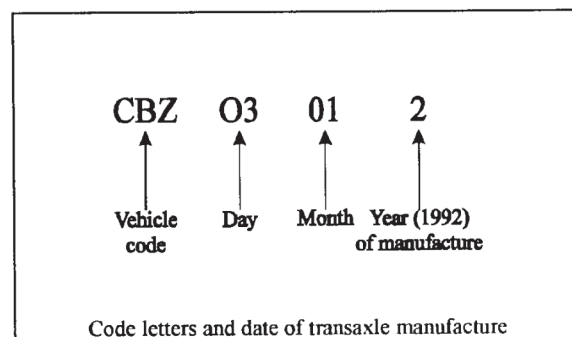 CBZ O3 01 2
Vehicle code Day Month Year (1992) of manufacture
Code letters and date of transaxle manufacture